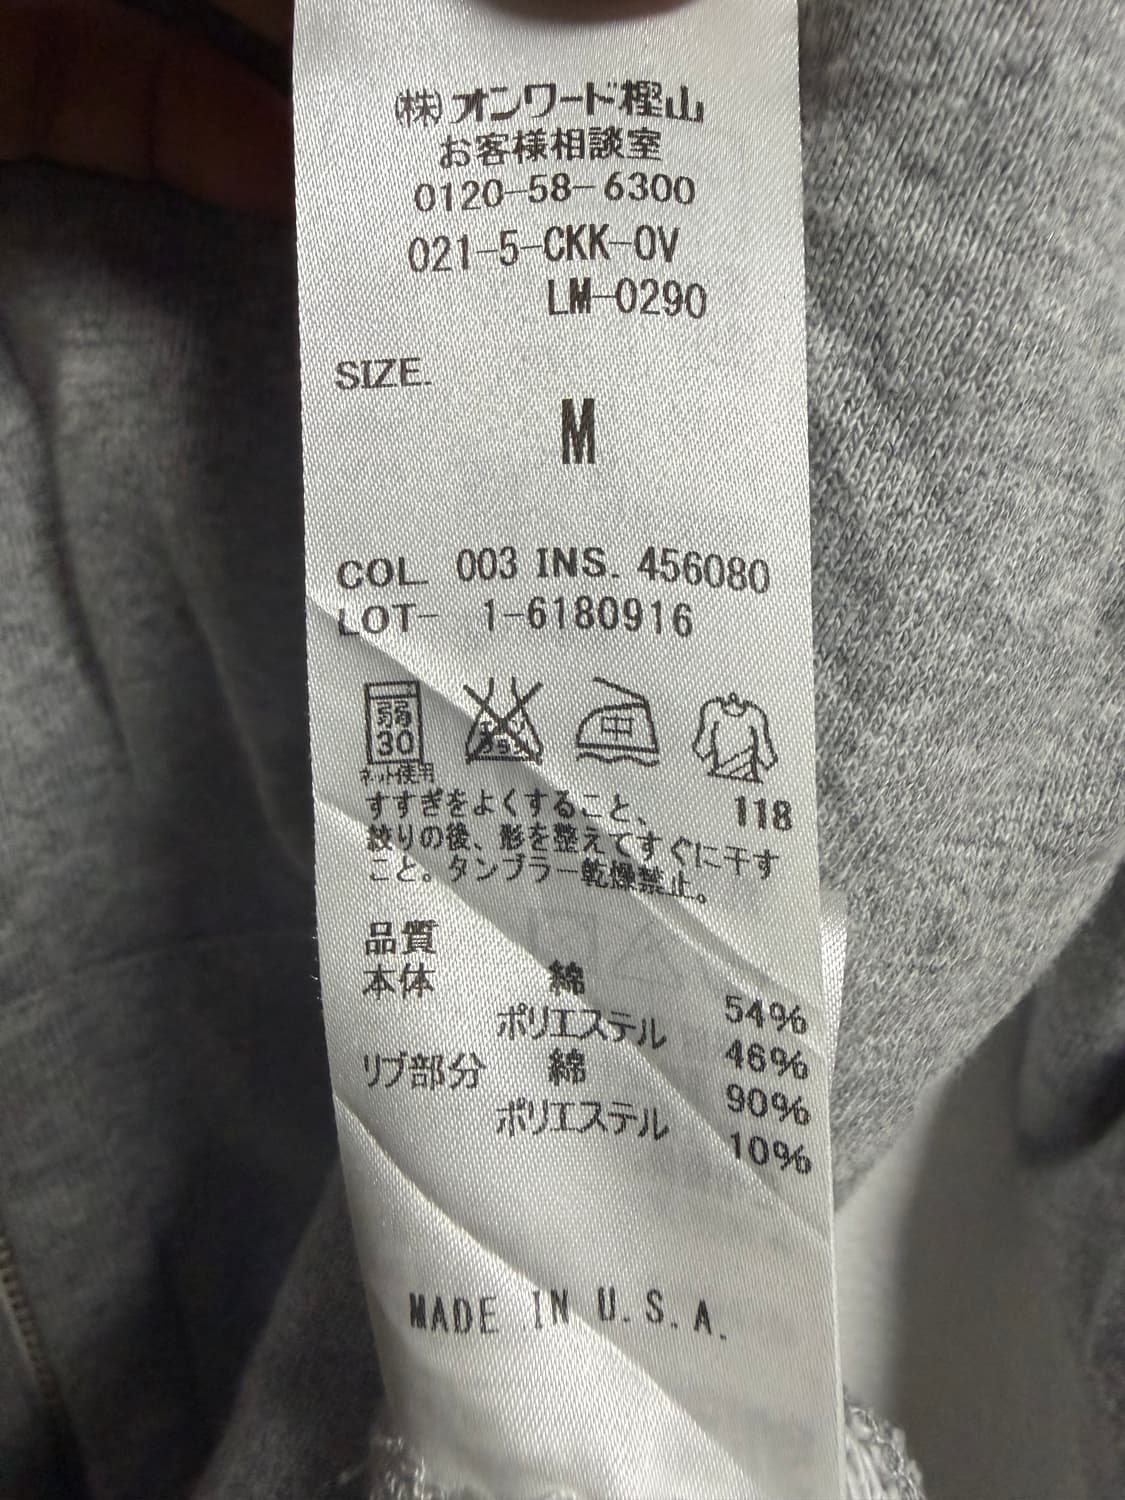 (株)オンワード樫山
お客様相談室
0120-58-6300
021-5-CKK-OV
LM-0290
SIZE.
M
COL 003 INS. 456080
LOT- 1-6180916
弱
30
ネット使用
中
118
すすぎをよくすること、
絞りの後、形を整えてすぐに干す
こと。タンブラー乾燥禁止。
品質
本体 綿 54%
ポリエステル 46%
リブ部分 綿 90%
ポリエステル 10%
MADE IN U.S.A.